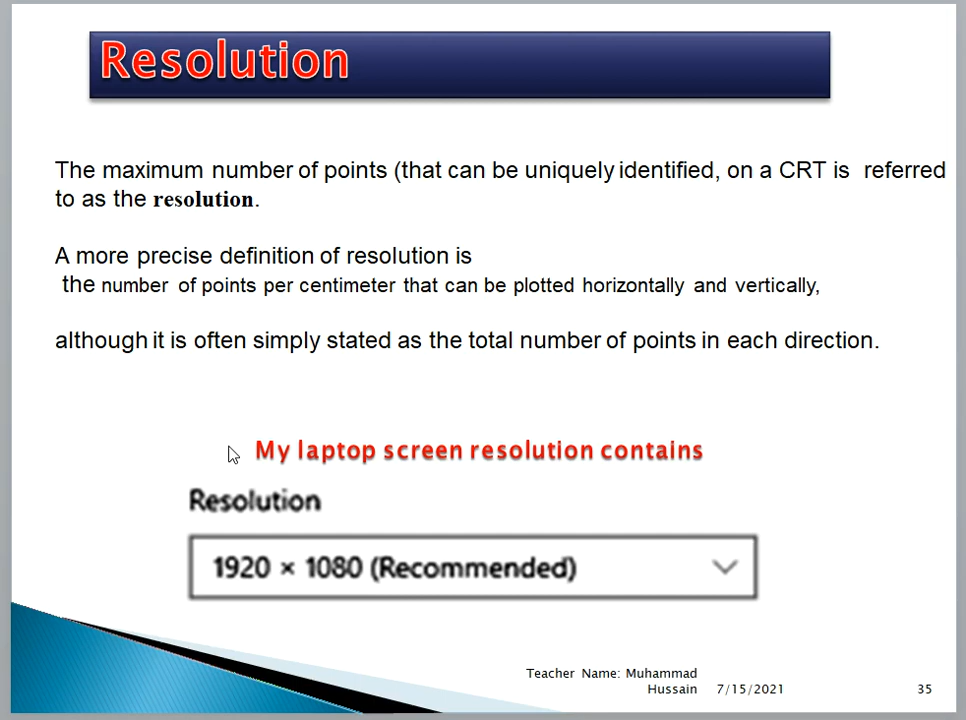 Resolution
The maximum number of points (that can be uniquely identified, on a CRT is referred
to as the resolution.
A more precise definition of resolution is
the number of points per centimeter that can be plotted horizontally and vertically,
although it is often simply stated as the total number of points in each direction.
My laptop screen resolution contains
Resolution
1920 × 1080 (Recommended)
Teacher Name: Muhammad
Hussain 7/15/2021 35